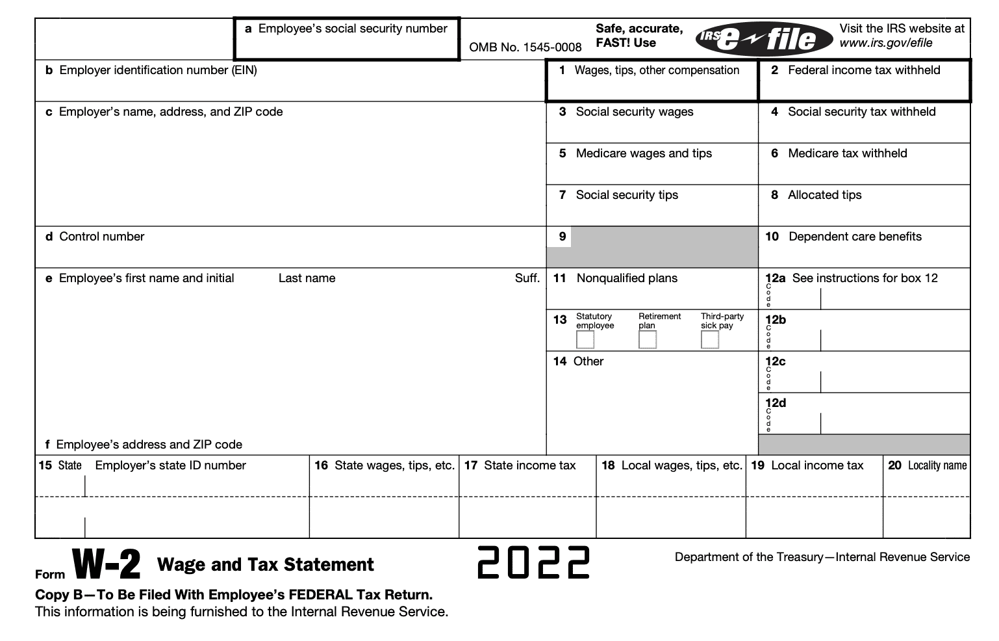 a Employee’s social security number
OMB No. 1545-0008
Safe, accurate,
FAST! Use
IRS e-file
Visit the IRS website at
www.irs.gov/efile
b Employer identification number (EIN)
1 Wages, tips, other compensation
2 Federal income tax withheld
c Employer’s name, address, and ZIP code
3 Social security wages
4 Social security tax withheld
5 Medicare wages and tips
6 Medicare tax withheld
7 Social security tips
8 Allocated tips
d Control number
9
10 Dependent care benefits
e Employee’s first name and initial
Last name
Suff.
11 Nonqualified plans
12a See instructions for box 12
Code
13 Statutory employee
Retirement plan
Third-party sick pay
12b
Code
14 Other
12c
Code
12d
Code
f Employee’s address and ZIP code
15 State
Employer’s state ID number
16 State wages, tips, etc.
17 State income tax
18 Local wages, tips, etc.
19 Local income tax
20 Locality name
Form W-2 Wage and Tax Statement
2022
Department of the Treasury—Internal Revenue Service
Copy B—To Be Filed With Employee’s FEDERAL Tax Return.
This information is being furnished to the Internal Revenue Service.